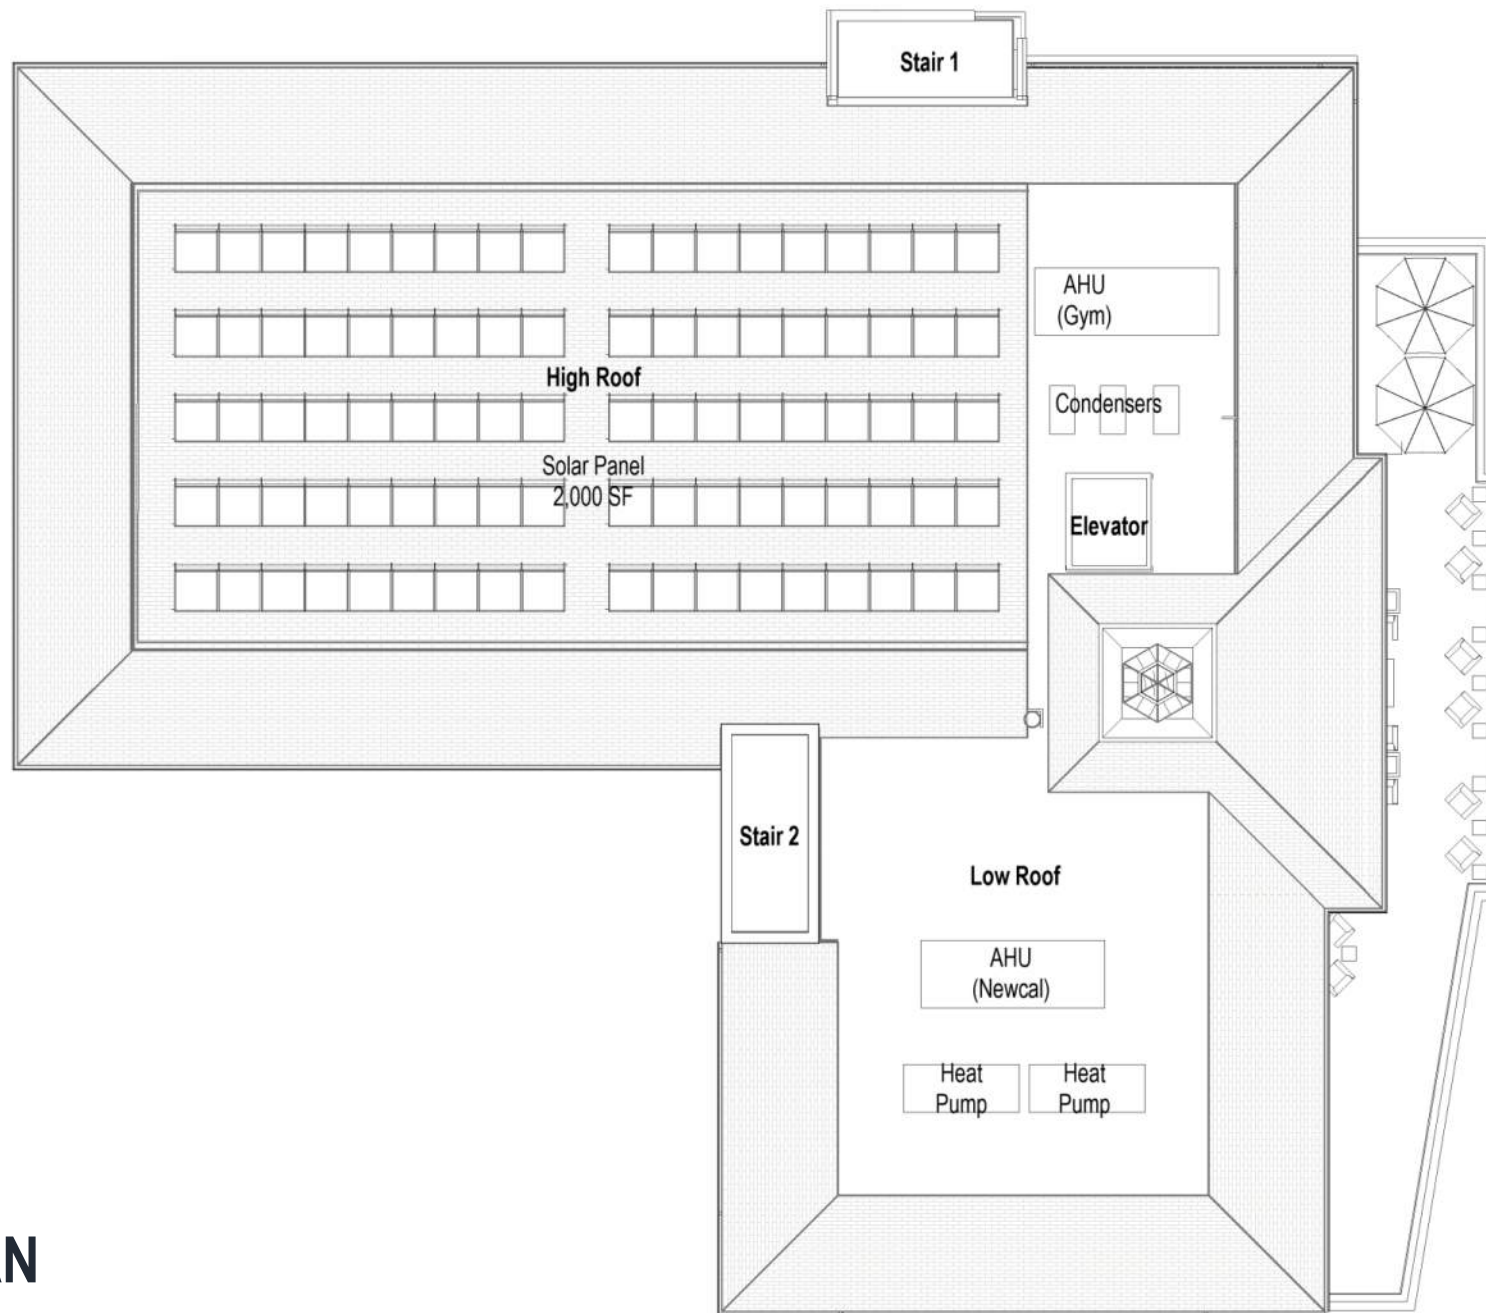 Stair 1
AHU
(Gym)
High Roof
Condensers
Solar Panel
2,000 SF
Elevator
Stair 2
Low Roof
AHU
(Newcal)
Heat
Pump
Heat
Pump
AN